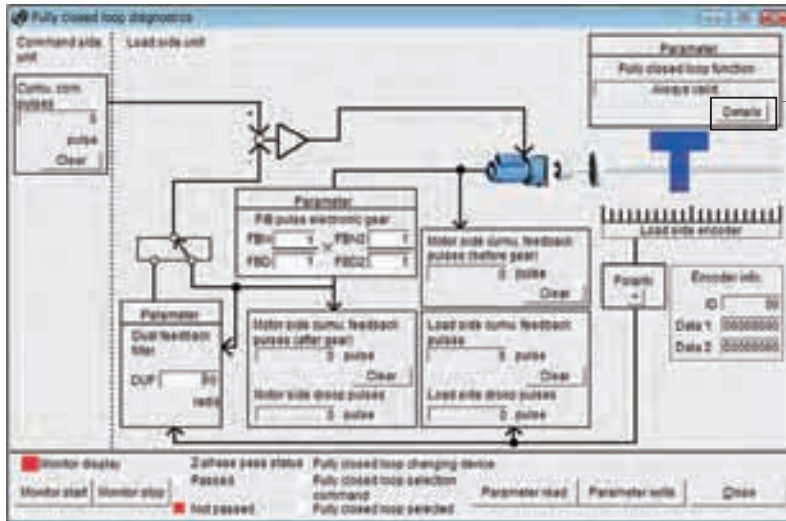 Fully closed loop diagnostics
Command side unit
Load side unit
Cumu. com. pulses
0
pulse
Clear
Parameter
Fully closed loop function
Always valid
Details
Parameter
F/B pulse electronic gear
FBN 1 × FBN2 1
FBD 1 FBD2 1
Motor side cumu. feedback
pulses (before gear)
0 pulse
Clear
Load side encoder
Polarity
Encoder info.
ID 00
Data 1 00000000
Data 2 00000000
Parameter
Dual feedback
filter
DUF
rad/s
Motor side cumu. feedback
pulses (after gear)
0 pulse
Clear
Motor side droop pulses
0 pulse
Load side cumu. feedback
pulses
0 pulse
Clear
Load side droop pulses
0 pulse
Monitor display
Z-phase pass status
Passed
Not passed
Fully closed loop changing device
Fully closed loop selection
command
Fully closed loop selected
Monitor start
Monitor stop
Parameter read
Parameter write
Close